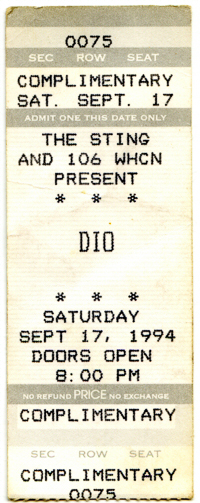 0075
SEC ROW SEAT
COMPLIMENTARY
SAT. SEPT. 17
ADMIT ONE THIS DATE ONLY
THE STING
AND 106 WHCN
PRESENT
* * *
DIO
* * *
SATURDAY
SEPT 17, 1994
DOORS OPEN
8:00 PM
NO REFUND PRICE NO EXCHANGE
COMPLIMENTARY
SEC ROW SEAT
COMPLIMENTARY
0075